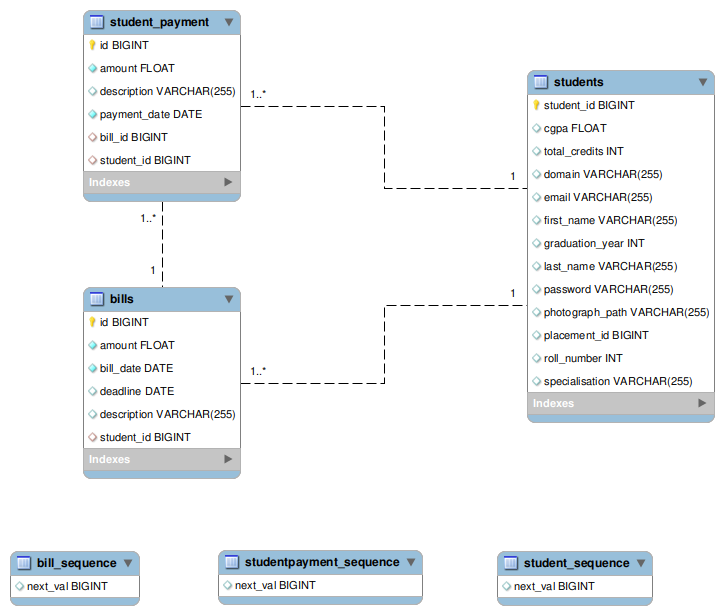 student_payment
id BIGINT
amount FLOAT
description VARCHAR(255)
payment_date DATE
bill_id BIGINT
student_id BIGINT
Indexes
1..*
1
students
student_id BIGINT
cgpa FLOAT
total_credits INT
domain VARCHAR(255)
email VARCHAR(255)
first_name VARCHAR(255)
graduation_year INT
last_name VARCHAR(255)
password VARCHAR(255)
photograph_path VARCHAR(255)
placement_id BIGINT
roll_number INT
specialisation VARCHAR(255)
Indexes
1..*
1
bills
id BIGINT
amount FLOAT
bill_date DATE
deadline DATE
description VARCHAR(255)
student_id BIGINT
Indexes
1..*
1
bill_sequence
next_val BIGINT
studentpayment_sequence
next_val BIGINT
student_sequence
next_val BIGINT